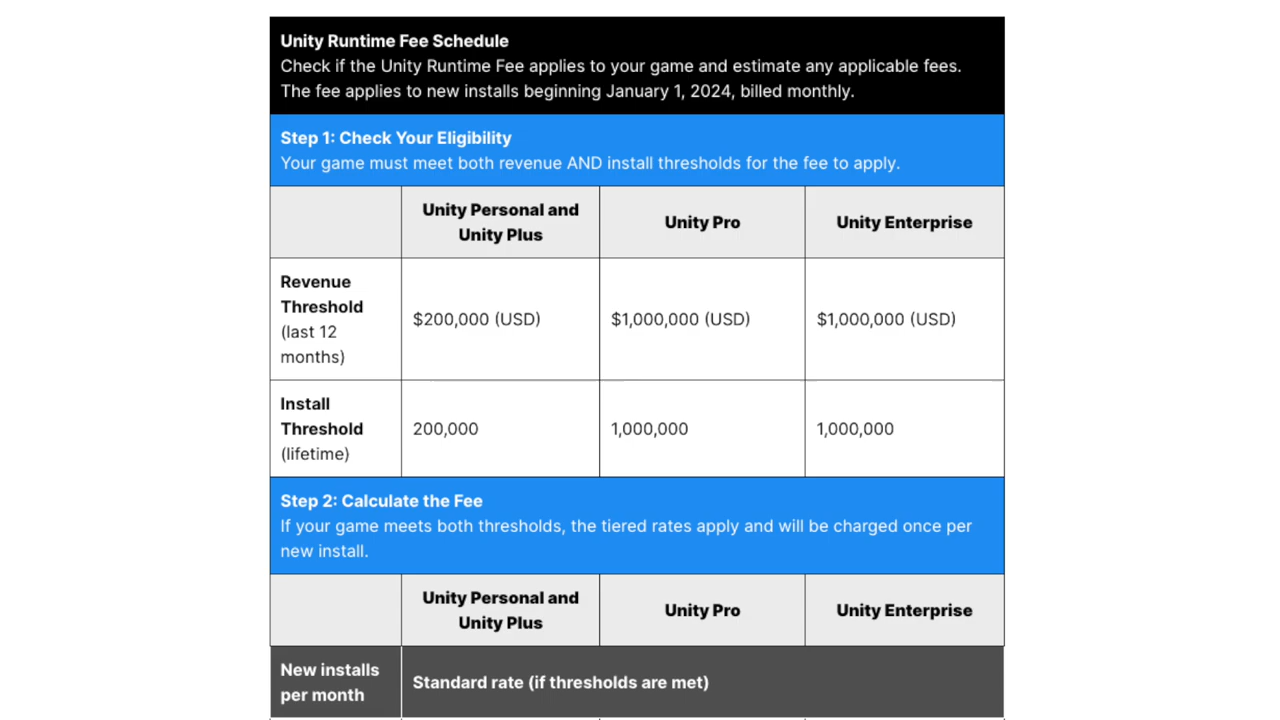 Unity Runtime Fee Schedule
Check if the Unity Runtime Fee applies to your game and estimate any applicable fees.
The fee applies to new installs beginning January 1, 2024, billed monthly.
Step 1: Check Your Eligibility
Your game must meet both revenue AND install thresholds for the fee to apply.
Unity Personal and
Unity Plus
Unity Pro
Unity Enterprise
Revenue
Threshold
(last 12
months)
$200,000 (USD)
$1,000,000 (USD)
$1,000,000 (USD)
Install
Threshold
(lifetime)
200,000
1,000,000
1,000,000
Step 2: Calculate the Fee
If your game meets both thresholds, the tiered rates apply and will be charged once per
new install.
Unity Personal and
Unity Plus
Unity Pro
Unity Enterprise
New installs
per month
Standard rate (if thresholds are met)